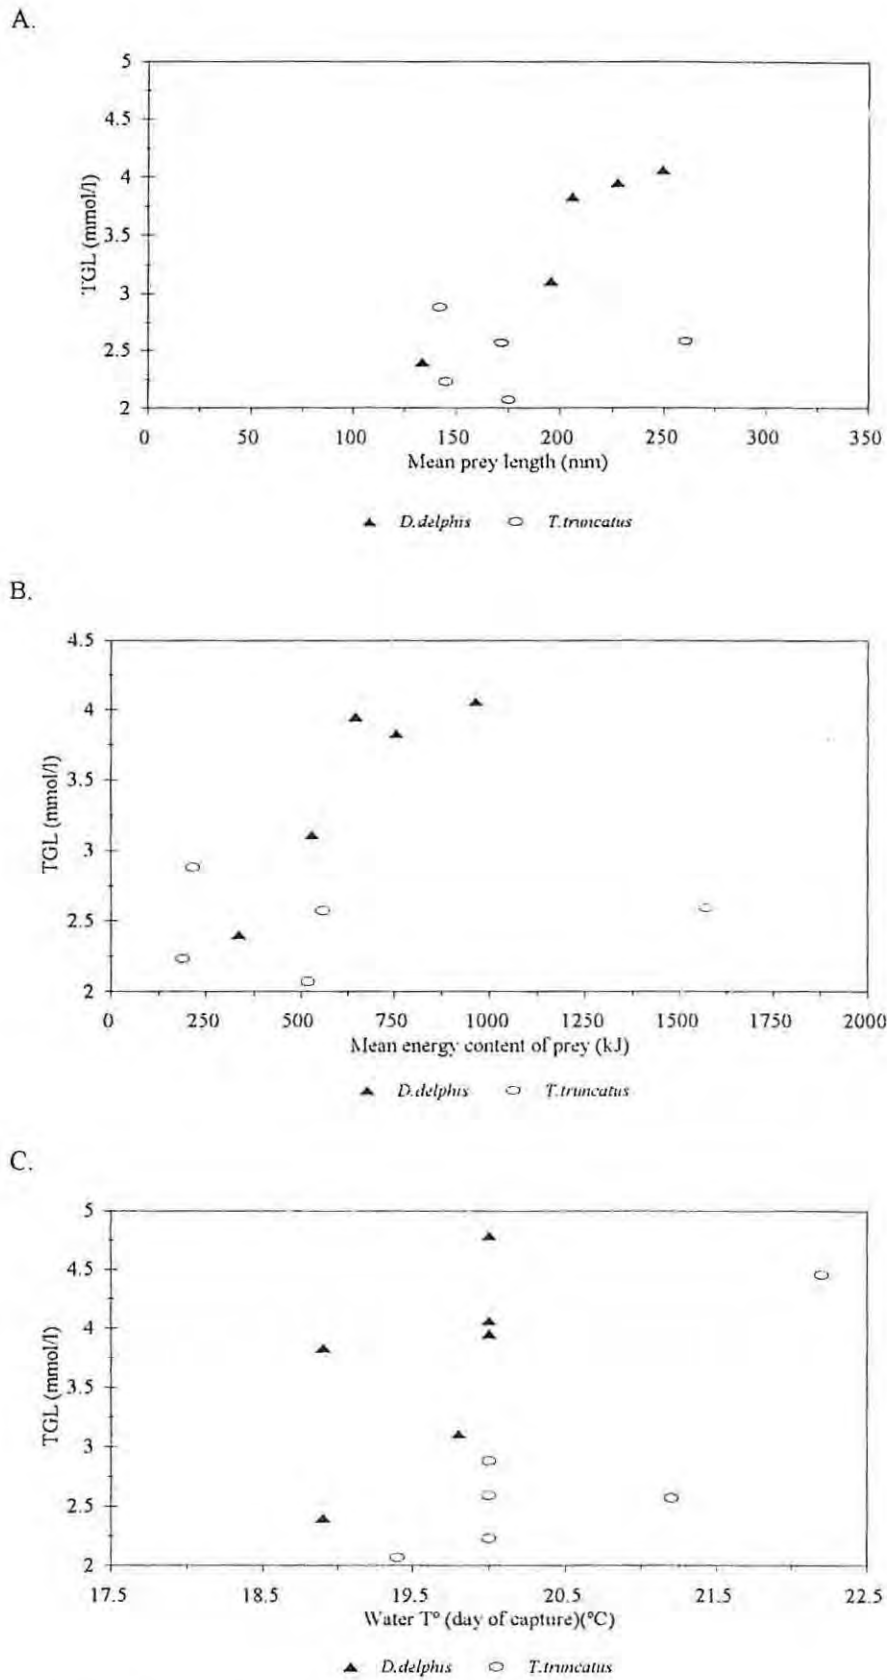 A.
5
4.5
4
3.5
3
2.5
2
TGL (mmol/l)
0 50 100 150 200 250 300 350
Mean prey length (mm)
D.delphis T.truncatus
B.
4.5
4
3.5
3
2.5
2
TGL (mmol/l)
0 250 500 750 1000 1250 1500 1750 2000
Mean energy content of prey (kJ)
D.delphis T.truncatus
C.
5
4.5
4
3.5
3
2.5
2
TGL (mmol/l)
17.5 18.5 19.5 20.5 21.5 22.5
Water Tº (day of capture)(ºC)
D.delphis T.truncatus